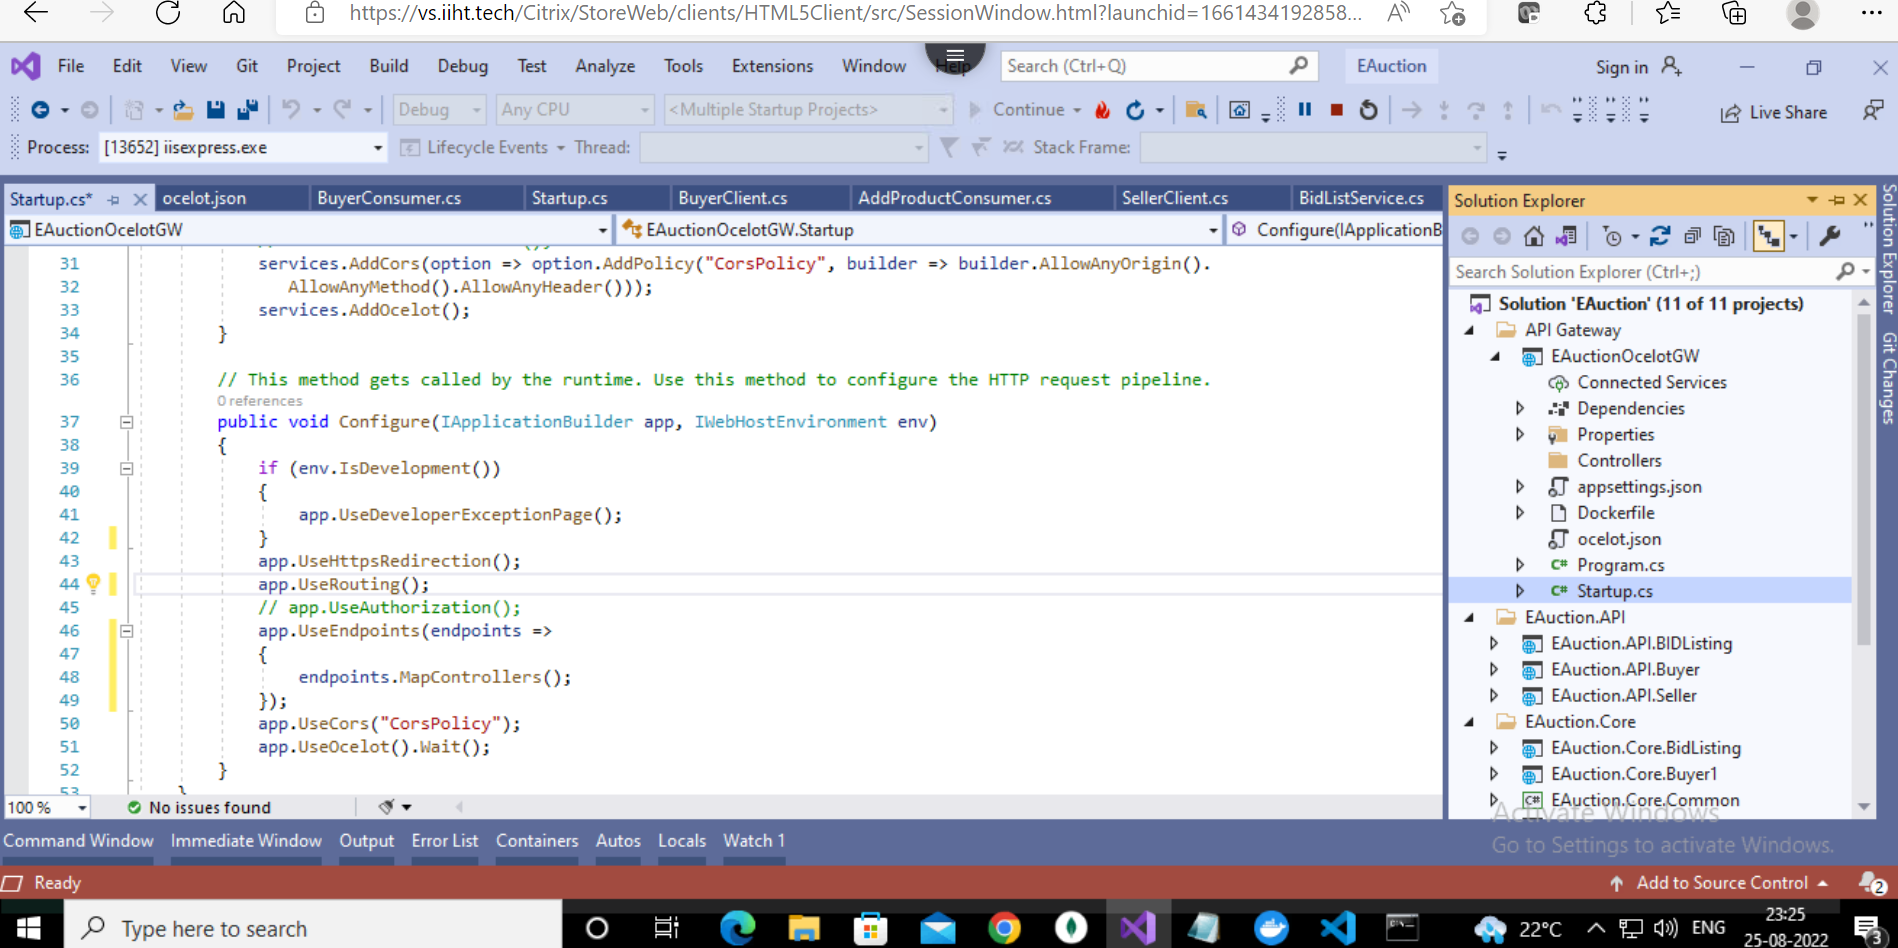 https://vs.iiht.tech/Citrix/StoreWeb/clients/HTML5Client/src/SessionWindow.html?launchid=1661434192858...
File Edit View Git Project Build Debug Test Analyze Tools Extensions Window Help Search (Ctrl+Q) EAuction Sign in
Debug Any CPU <Multiple Startup Projects> Continue Live Share
Process: [13652] iisexpress.exe Lifecycle Events Thread: Stack Frame:
Startup.cs* ocelot.json BuyerConsumer.cs Startup.cs BuyerClient.cs AddProductConsumer.cs SellerClient.cs BidListService.cs
EAuctionOcelotGW EAuctionOcelotGW.Startup Configure(IApplicationB
31 services.AddCors(option => option.AddPolicy("CorsPolicy", builder => builder.AllowAnyOrigin().
32 AllowAnyMethod().AllowAnyHeader()));
33 services.AddOcelot();
34 }
35
36 // This method gets called by the runtime. Use this method to configure the HTTP request pipeline.
0 references
37 public void Configure(IApplicationBuilder app, IWebHostEnvironment env)
38 {
39 if (env.IsDevelopment())
40 {
41 app.UseDeveloperExceptionPage();
42 }
43 app.UseHttpsRedirection();
44 app.UseRouting();
45 // app.UseAuthorization();
46 app.UseEndpoints(endpoints =>
47 {
48 endpoints.MapControllers();
49 });
50 app.UseCors("CorsPolicy");
51 app.UseOcelot().Wait();
52 }
53
100 % No issues found
Solution Explorer
Search Solution Explorer (Ctrl+;)
Solution 'EAuction' (11 of 11 projects)
API Gateway
EAuctionOcelotGW
Connected Services
Dependencies
Properties
Controllers
appsettings.json
Dockerfile
ocelot.json
Program.cs
Startup.cs
EAuction.API
EAuction.API.BIDListing
EAuction.API.Buyer
EAuction.API.Seller
EAuction.Core
EAuction.Core.BidListing
EAuction.Core.Buyer1
EAuction.Core.Common
Solution Explorer
Git Changes
Activate Windows
Go to Settings to activate Windows.
Command Window Immediate Window Output Error List Containers Autos Locals Watch 1
Ready Add to Source Control 2
Type here to search 22°C ENG 23:25
25-08-2022 3